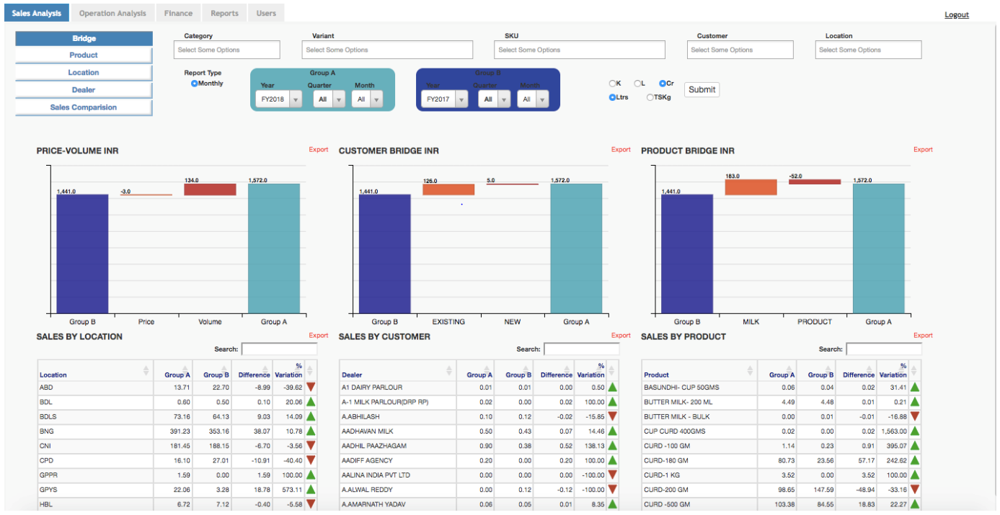 Sales Analysis Operation Analysis Finance Reports Users
Logout
Bridge
Product
Location
Dealer
Sales Comparision
Category Variant SKU Customer Location
Select Some Options Select Some Options Select Some Options Select Some Options Select Some Options
Report Type
Monthly
Group A
Year Quarter Month
FY2018 All All
Group B
Year Quarter Month
FY2017 All All
K L Cr
Ltrs TSKg
Submit
PRICE-VOLUME INR Export
1,441.0 -3.0 134.0 1,572.0
Group B Price Volume Group A
CUSTOMER BRIDGE INR Export
1,441.0 126.0 5.0 1,572.0
Group B EXISTING NEW Group A
PRODUCT BRIDGE INR Export
1,441.0 183.0 -52.0 1,572.0
Group B MILK PRODUCT Group A
SALES BY LOCATION Export
Search:
Location Group A Group B Difference % Variation
ABD 13.71 22.70 -8.99 -39.62
BDL 0.60 0.50 0.10 20.06
BDLS 73.16 64.13 9.03 14.09
BNG 391.23 353.16 38.07 10.78
CNI 181.45 188.15 -6.70 -3.56
CPD 16.10 27.01 -10.91 -40.40
GPPR 1.59 0.00 1.59 100.00
GPYS 22.06 3.28 18.78 573.11
HBL 6.72 7.12 -0.40 -5.58
SALES BY CUSTOMER Export
Search:
Dealer Group A Group B Difference % Variation
A1 DAIRY PARLOUR 0.01 0.01 0.00 0.50
A-1 MILK PARLOUR(DRP RP) 0.02 0.00 0.02 100.00
A.ABHILASH 0.10 0.12 -0.02 -15.85
AADHAVAN MILK 0.50 0.43 0.07 14.46
AADHIL PAAZHAGAM 0.90 0.38 0.52 138.13
AADIFF AGENCY 0.20 0.00 0.20 100.00
AALINA INDIA PVT LTD 0.00 0.00 0.00 -100.00
A.ALWAL REDDY 0.00 0.12 -0.12 -100.00
A.AMARNATH YADAV 0.06 0.05 0.01 8.35
SALES BY PRODUCT Export
Search:
Product Group A Group B Difference % Variation
BASUNDHI- CUP 50GMS 0.06 0.04 0.02 31.41
BUTTER MILK- 200 ML 4.49 4.48 0.01 0.21
BUTTER MILK - BULK 0.00 0.01 -0.01 -16.88
CUP CURD 400GMS 0.02 0.00 0.02 1,563.00
CURD -100 GM 1.14 0.23 0.91 395.07
CURD-180 GM 80.73 23.56 57.17 242.62
CURD-1 KG 3.52 0.00 3.52 100.00
CURD-200 GM 98.65 147.59 -48.94 -33.16
CURD -500 GM 103.38 84.55 18.83 22.27